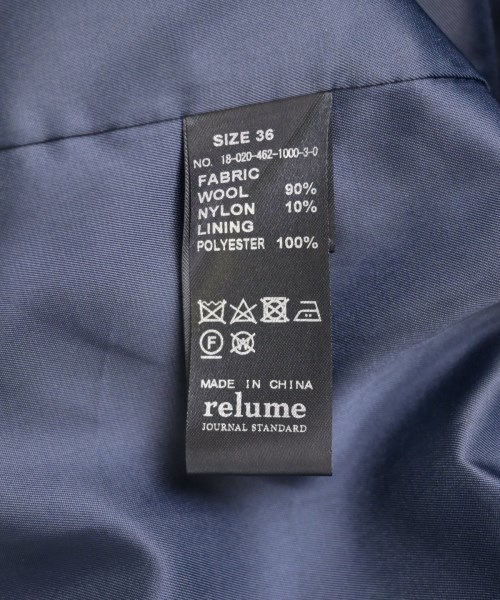 SIZE 36
NO. 18-020-462-1000-3-0
FABRIC
WOOL 90%
NYLON 10%
LINING
POLYESTER 100%
F W
MADE IN CHINA
relume
JOURNAL STANDARD